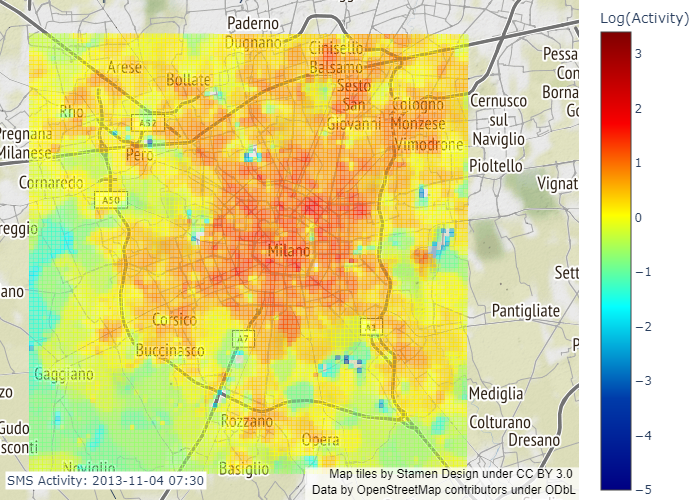 Paderno
Dugnano
Cinisello
Balsamo
Arese
Bollate
Sesto
San
Giovanni
Cologno
Monzese
Vimodrone
Pessa
Con
Borna
Go
Rho
A52
Cernusco
sul
Naviglio
Pregnana
Milanese
Pero
Pioltello
Cornaredo
A50
Vignat
reggio
Milano
Sett
ano
Pantigliate
Corsico
A7
Buccinasco
P
Gaggiano
zo
Mediglia
Rozzano
Colturano
Gudo
sconti
Opera
Dresano
Noviglio
Basiglio
SMS Activity: 2013-11-04 07:30
Map tiles by Stamen Design under CC BY 3.0
Data by OpenStreetMap contributors under ODbL
Log(Activity)
3
2
1
0
−1
−2
−3
−4
−5